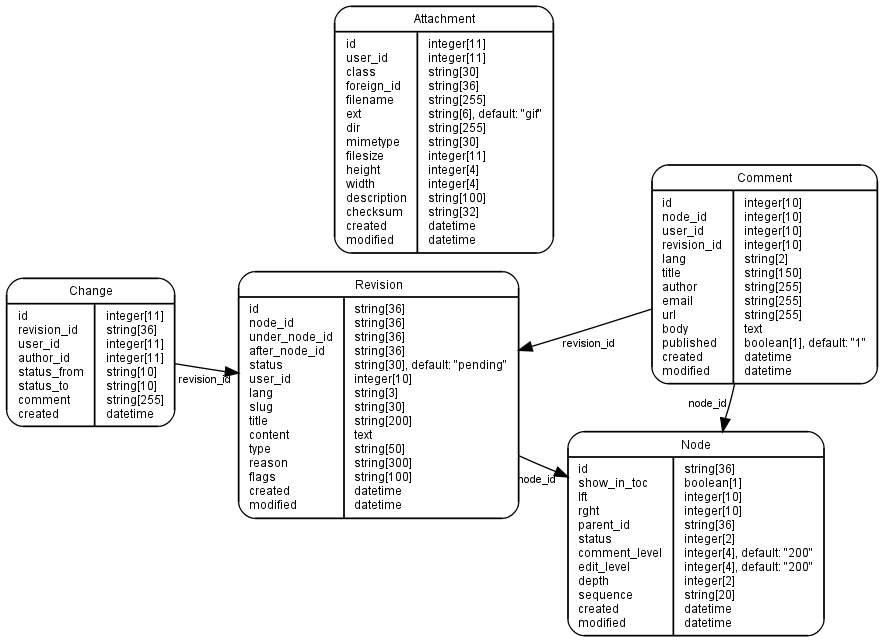 Attachment
id integer[11]
user_id integer[11]
class string[30]
foreign_id string[36]
filename string[255]
ext string[6], default: "gif"
dir string[255]
mimetype string[30]
filesize integer[11]
height integer[4]
width integer[4]
description string[100]
checksum string[32]
created datetime
modified datetime
Comment
id integer[10]
node_id integer[10]
user_id integer[10]
revision_id integer[10]
lang string[2]
title string[150]
author string[255]
email string[255]
url string[255]
body text
published boolean[1], default: "1"
created datetime
modified datetime
Change
id integer[11]
revision_id string[36]
user_id integer[11]
author_id integer[11]
status_from string[10]
status_to string[10]
comment string[255]
created datetime
revision_id
Revision
id string[36]
node_id string[36]
under_node_id string[36]
after_node_id string[36]
status string[30], default: "pending"
user_id integer[10]
lang string[3]
slug string[30]
title string[200]
content text
type string[50]
reason string[300]
flags string[100]
created datetime
modified datetime
revision_id
node_id
node_id
Node
id string[36]
show_in_toc boolean[1]
lft integer[10]
rght integer[10]
parent_id string[36]
status integer[2]
comment_level integer[4], default: "200"
edit_level integer[4], default: "200"
depth integer[2]
sequence string[20]
created datetime
modified datetime